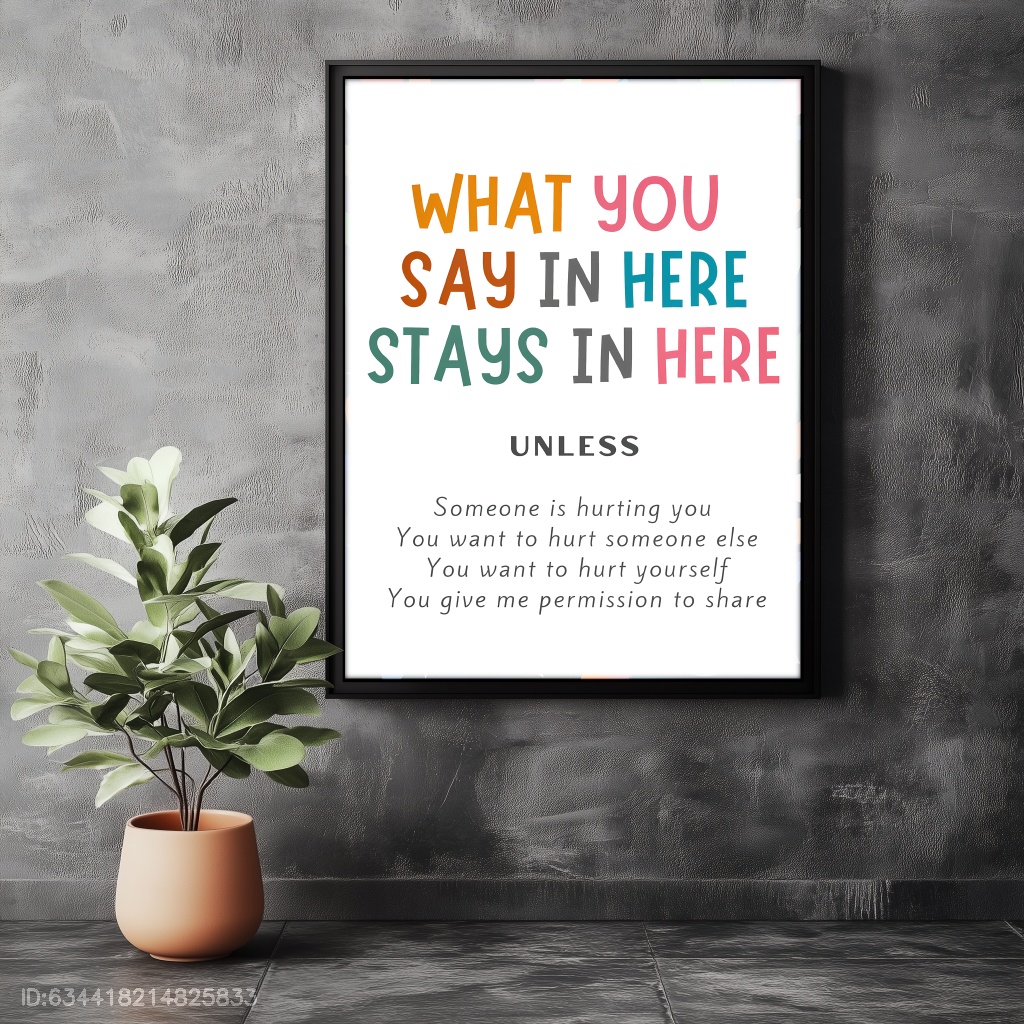 WHAT YOU
SAY IN HERE
STAYS IN HERE
UNLESS
Someone is hurting you
You want to hurt someone else
You want to hurt yourself
You give me permission to share
ID:634418214825833